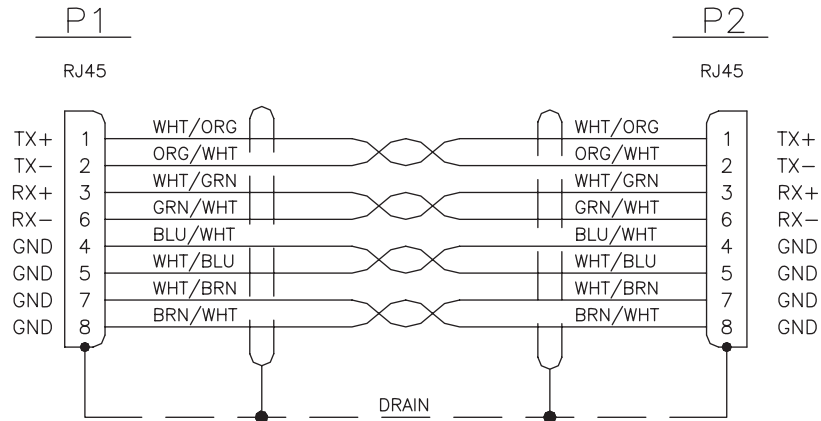 P1 P2
RJ45 RJ45
TX+ 1 WHT/ORG WHT/ORG 1 TX+
TX− 2 ORG/WHT ORG/WHT 2 TX−
RX+ 3 WHT/GRN WHT/GRN 3 RX+
RX− 6 GRN/WHT GRN/WHT 6 RX−
GND 4 BLU/WHT BLU/WHT 4 GND
GND 5 WHT/BLU WHT/BLU 5 GND
GND 7 WHT/BRN WHT/BRN 7 GND
GND 8 BRN/WHT BRN/WHT 8 GND
DRAIN